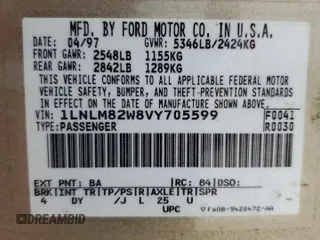 MFD. BY FORD MOTOR CO. IN U.S.A.
DATE: 04/97 GVWR: 5346LB/2424KG
FRONT GAWR: 2548LB 1155KG
REAR GAWR: 2842LB 1289KG
THIS VEHICLE CONFORMS TO ALL APPLICABLE FEDERAL MOTOR
VEHICLE SAFETY, BUMPER, AND THEFT-PREVENTION STANDARDS
IN EFFECT ON THE DATE OF MANUFACTURE SHOWN ABOVE.
VIN: 1LNLM82W8VY705599 F0041
TYPE: PASSENGER R0030
EXT PNT: BA RC: 84 DSO:
BRK INT TR TP/PS R AXLE TR SPR
4 DY /J L 25 U
UPC
DREAMBID